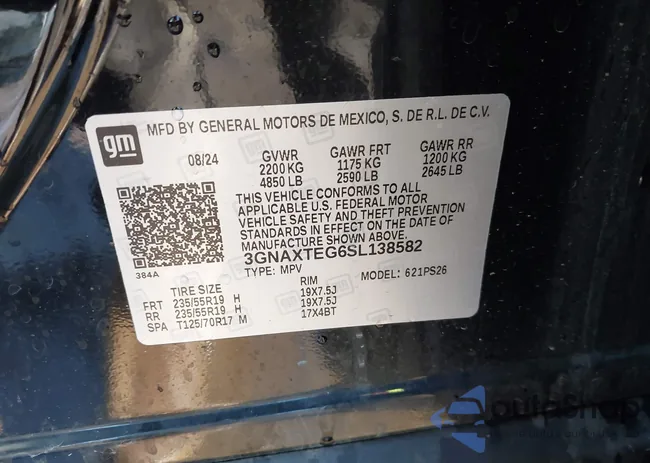 gm
MFD BY GENERAL MOTORS DE MEXICO, S. DE R.L. DE C.V.
08/24 GVWR GAWR FRT GAWR RR
2200 KG 1175 KG 1200 KG
4850 LB 2590 LB 2645 LB
THIS VEHICLE CONFORMS TO ALL
APPLICABLE U.S. FEDERAL MOTOR
VEHICLE SAFETY AND THEFT PREVENTION
STANDARDS IN EFFECT ON THE DATE OF
MANUFACTURE SHOWN ABOVE.
384A
3GNAXTEG6SL138582
TYPE: MPV MODEL: 621PS26
TIRE SIZE RIM
FRT 235/55R19 H 19X7.5J
RR 235/55R19 H 19X7.5J
SPA T125/70R17 M 17X4BT